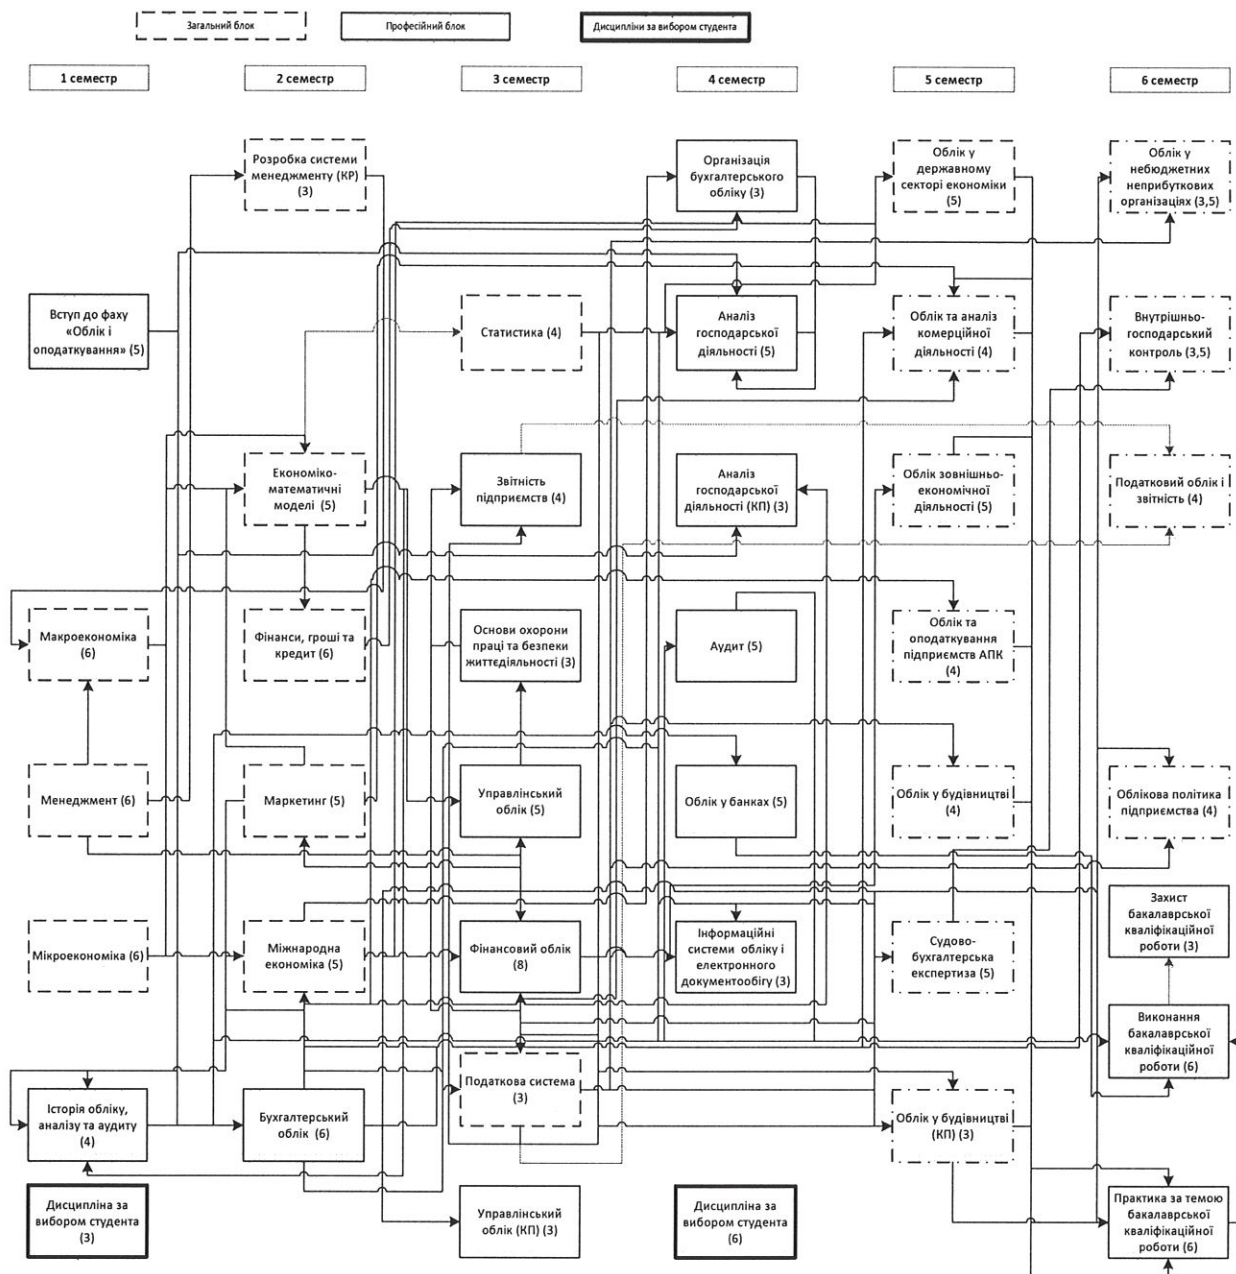 Загальний блок
Професійний блок
Дисципліни за вибором студента
1 семестр
2 семестр
3 семестр
4 семестр
5 семестр
6 семестр
Розробка системи
менеджменту (КР)
(3)
Організація
бухгалтерського
обліку (3)
Облік у
державному
секторі економіки
(5)
Облік у
небюджетних
неприбуткових
організаціях (3,5)
Вступ до фаху
«Облік і
оподаткування» (5)
Статистика (4)
Аналіз
господарської
діяльності (5)
Облік та аналіз
комерційної
діяльності (4)
Внутрішньо-
господарський
контроль (3,5)
Економіко-
математичні
моделі (5)
Звітність
підприємств (4)
Аналіз
господарської
діяльності (КП) (3)
Облік зовнішньо-
економічної
діяльності (5)
Податковий облік і
звітність (4)
Макроекономіка
(6)
Фінанси, гроші та
кредит (6)
Основи охорони
праці та безпеки
життєдіяльності (3)
Аудит (5)
Облік та
оподаткування
підприємств АПК
(4)
Менеджмент (6)
Маркетинг (5)
Управлінський
облік (5)
Облік у банках (5)
Облік у будівництві
(4)
Облікова політика
підприємства (4)
Мікроекономіка (6)
Міжнародна
економіка (5)
Фінансовий облік
(8)
Інформаційні
системи обліку і
електронного
документообігу (3)
Судово-
бухгалтерська
експертиза (5)
Захист
бакалаврської
кваліфікаційної
роботи (3)
Виконання
бакалаврської
кваліфікаційної
роботи (6)
Історія обліку,
аналізу та аудиту
(4)
Бухгалтерський
облік (6)
Податкова система
(3)
Облік у будівництві
(КП) (3)
Дисципліна за
вибором студента
(3)
Управлінський
облік (КП) (3)
Дисципліна за
вибором студента
(6)
Практика за темою
бакалаврської
кваліфікаційної
роботи (6)